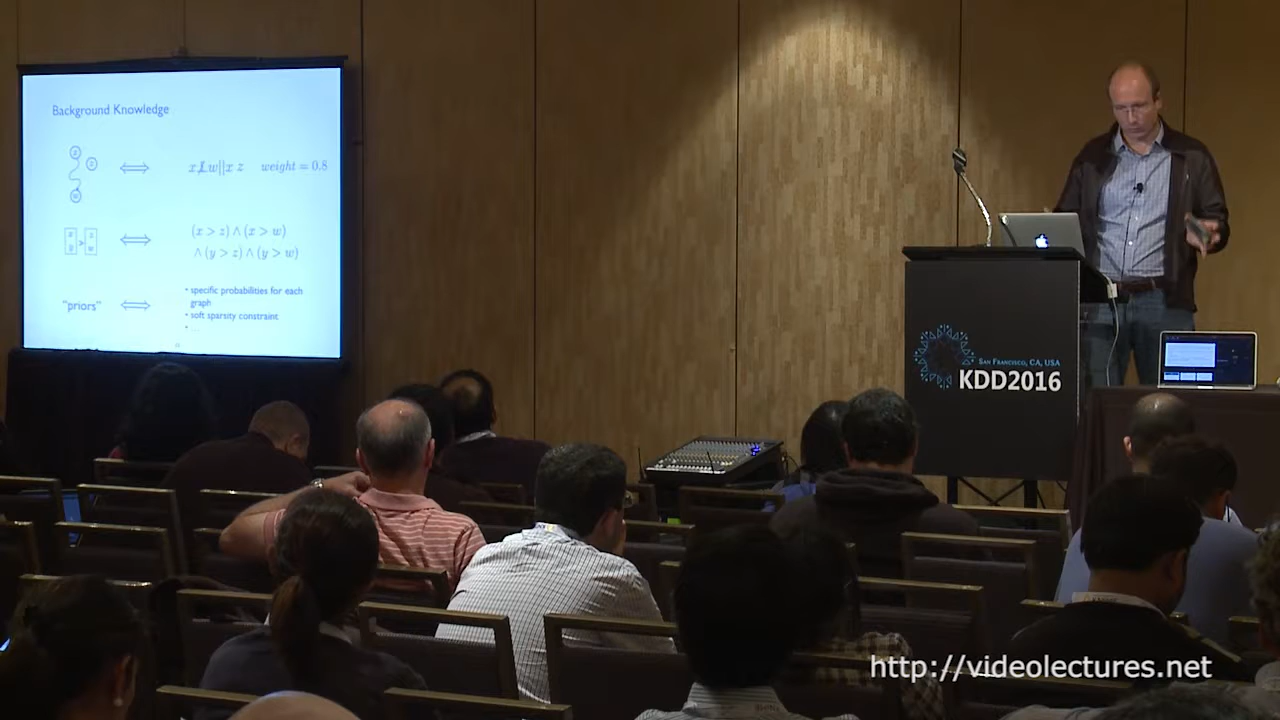 Background Knowledge
x⊥̸w||x z weight = 0.8
(x > z) ∧ (x > w)
∧ (y > z) ∧ (y > w)
"priors"
• specific probabilities for each
graph
• soft sparsity constraint
• ...
SAN FRANCISCO, CA, USA
KDD2016
http://videolectures.net